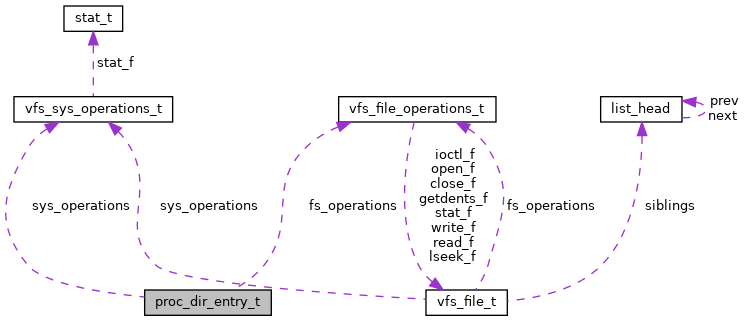 stat_t
stat_f
vfs_sys_operations_t
vfs_file_operations_t
list_head
prev
next
ioctl_f
open_f
close_f
getdents_f
stat_f
write_f
read_f
lseek_f
sys_operations
sys_operations
fs_operations
fs_operations
siblings
proc_dir_entry_t
vfs_file_t